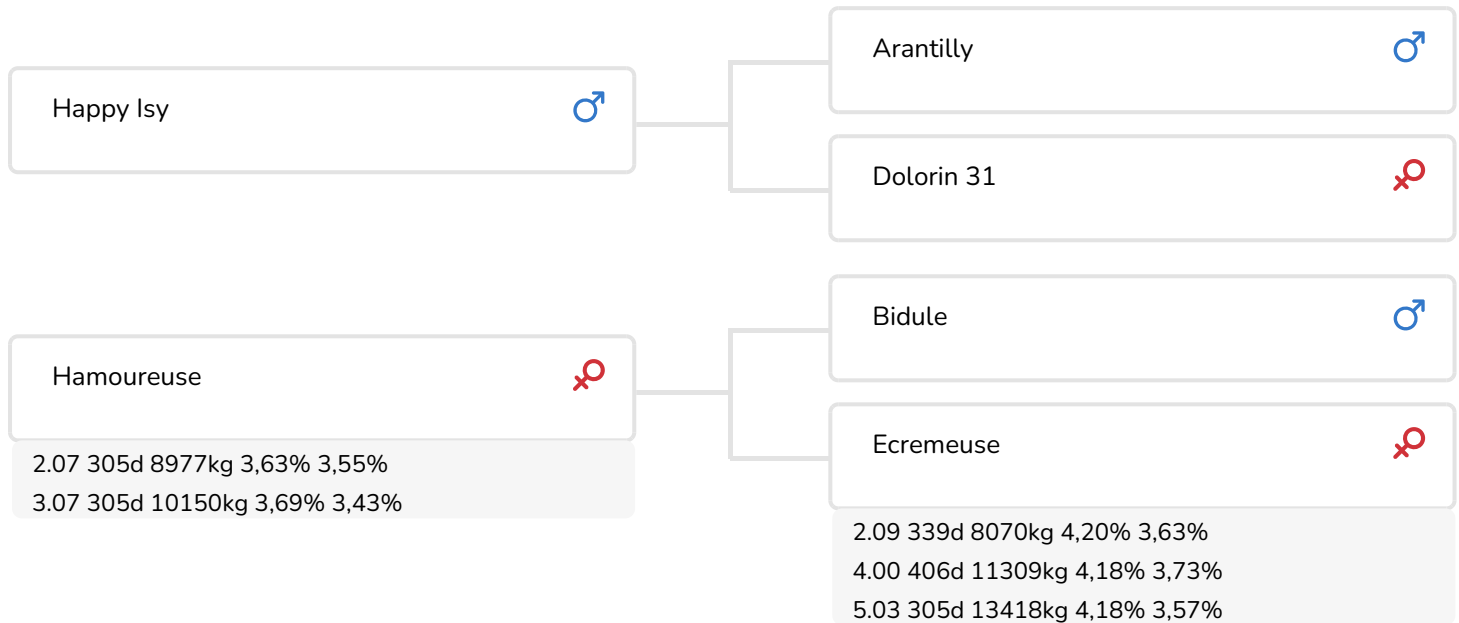 Happy Isy
Arantilly
Dolorin 31
Hamoureuse
2.07 305d 8977kg 3,63% 3,55%
3.07 305d 10150kg 3,69% 3,43%
Bidule
Ecremeuse
2.09 339d 8070kg 4,20% 3,63%
4.00 406d 11309kg 4,18% 3,73%
5.03 305d 13418kg 4,18% 3,57%